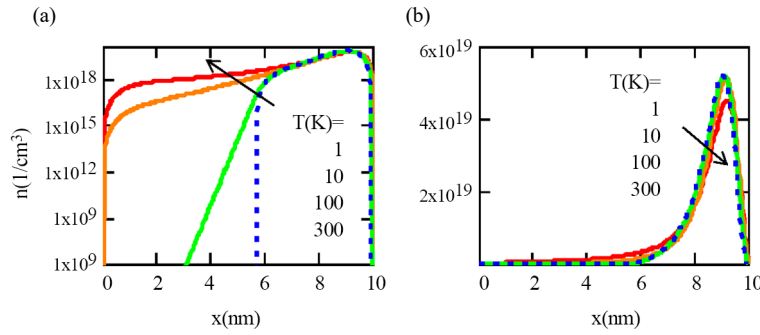 (a)
n(1/cm³)
1x10¹⁸
1x10¹⁵
1x10¹²
1x10⁹
1x10⁹
T(K)=
1
10
100
300
0 2 4 6 8 10
x(nm)
(b)
6x10¹⁹
4x10¹⁹
2x10¹⁹
T(K)=
1
10
100
300
0 2 4 6 8 10
x(nm)